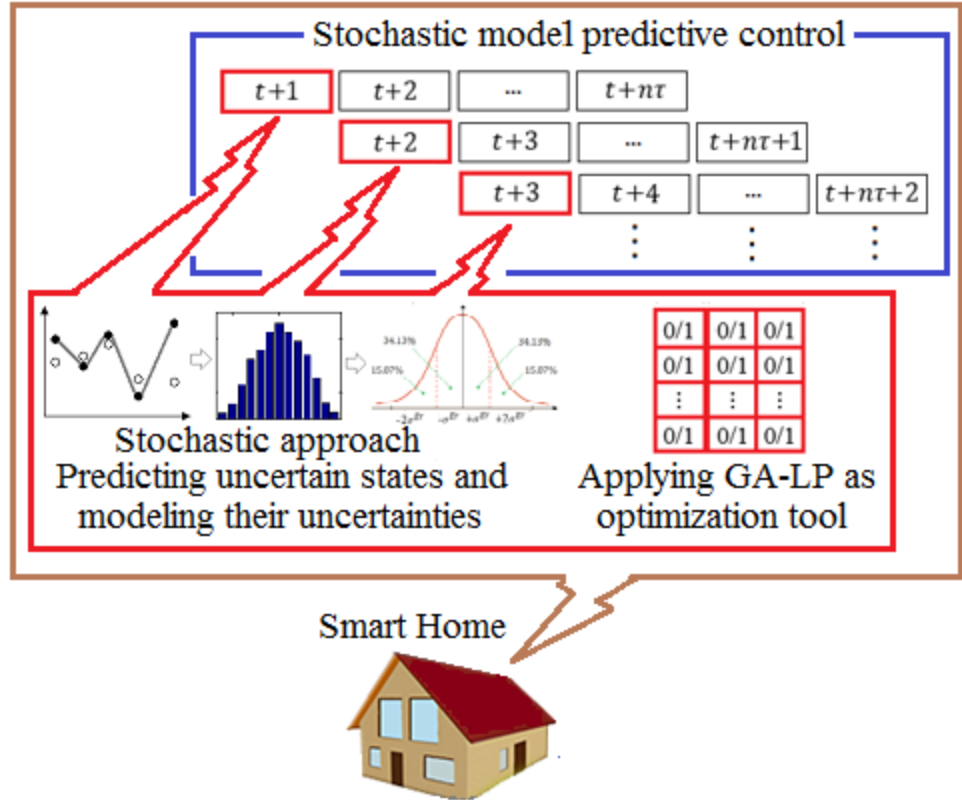 Stochastic model predictive control
t+1 t+2 ... t+nτ
t+2 t+3 ... t+nτ+1
t+3 t+4 ... t+nτ+2
⋮ ⋮ ⋮
34.13% 34.13%
15.87% 15.87%
0/1 0/1 0/1
0/1 0/1 0/1
⋮ ⋮ ⋮
0/1 0/1 0/1
Stochastic approach
Predicting uncertain states and
modeling their uncertainties
Applying GA-LP as
optimization tool
Smart Home